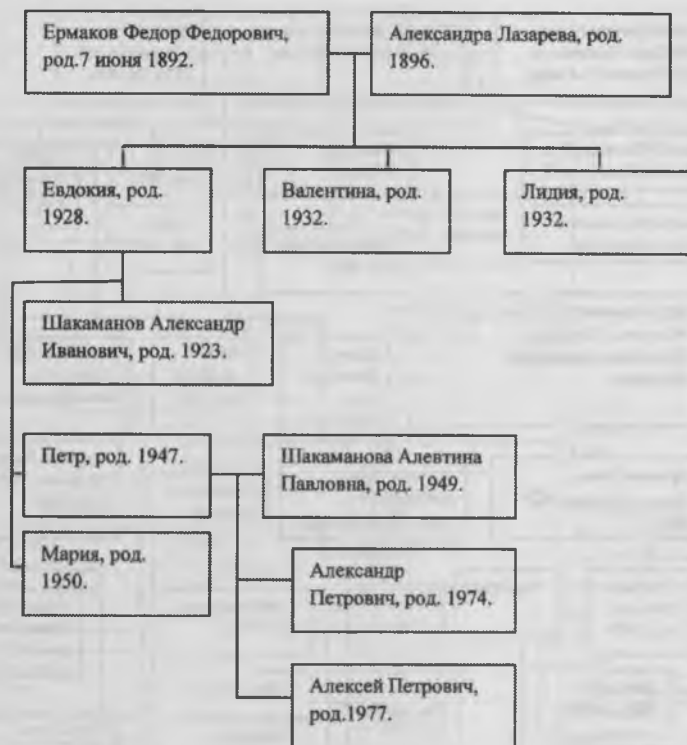 Ермаков Федор Федорович,
род.7 июня 1892.
Александра Лазарева, род.
1896.
Евдокия, род.
1928.
Валентина, род.
1932.
Лидия, род.
1932.
Шакаманов Александр
Иванович, род. 1923.
Петр, род. 1947.
Шакаманова Алевтина
Павловна, род. 1949.
Мария, род.
1950.
Александр
Петрович, род. 1974.
Алексей Петрович,
род.1977.